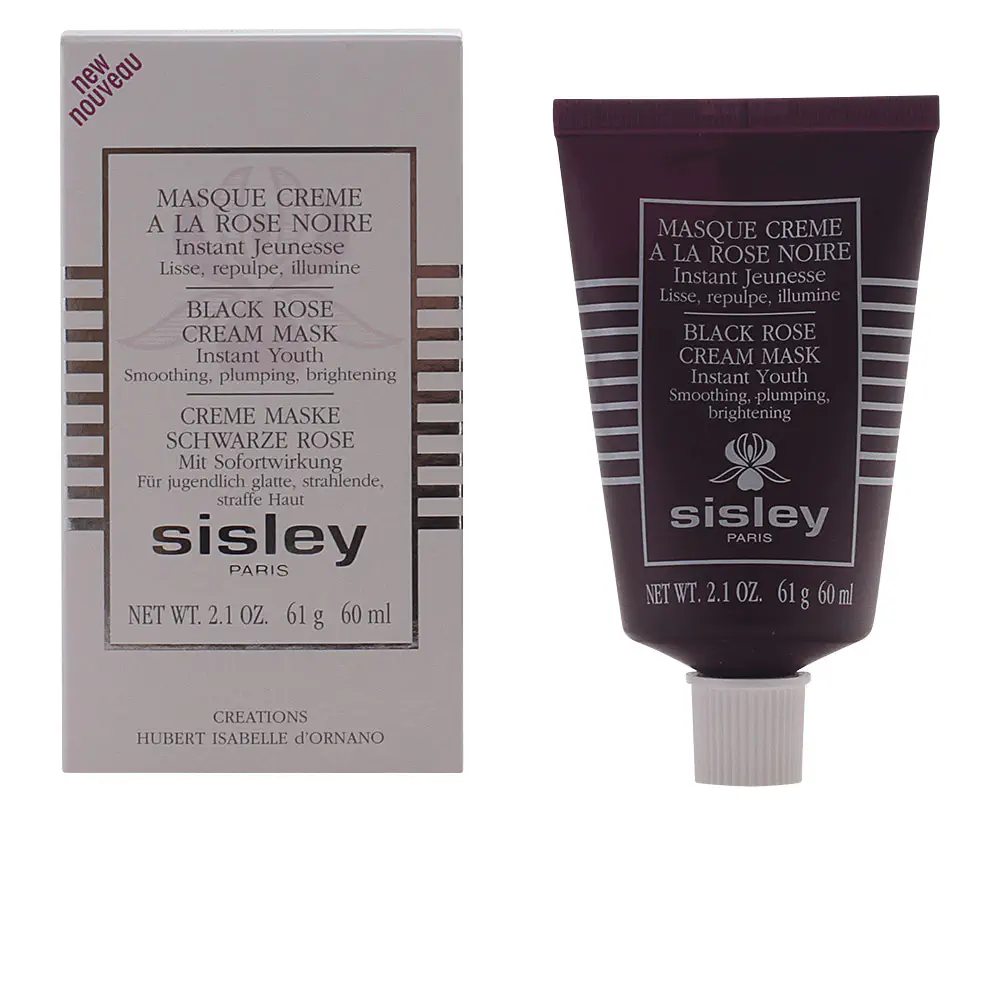 new
nouveau
MASQUE CREME
A LA ROSE NOIRE
Instant Jeunesse
Lisse, repulpe, illumine
BLACK ROSE
CREAM MASK
Instant Youth
Smoothing, plumping, brightening
CREME MASKE
SCHWARZE ROSE
Mit Sofortwirkung
Für jugendlich glatte, strahlende,
straffe Haut
sisley
PARIS
NET WT. 2.1 OZ. 61 g 60 ml
CREATIONS
HUBERT ISABELLE d'ORNANO
MASQUE CREME
A LA ROSE NOIRE
Instant Jeunesse
Lisse, repulpe, illumine
BLACK ROSE
CREAM MASK
Instant Youth
Smoothing, plumping,
brightening
sisley
PARIS
NET WT. 2.1 OZ. 61 g 60 ml